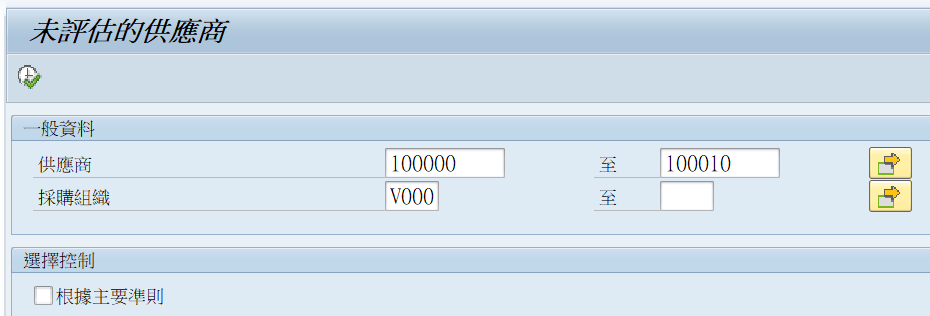 未評估的供應商
一般資料
供應商 100000 至 100010
採購組織 V000 至
選擇控制
根據主要準則